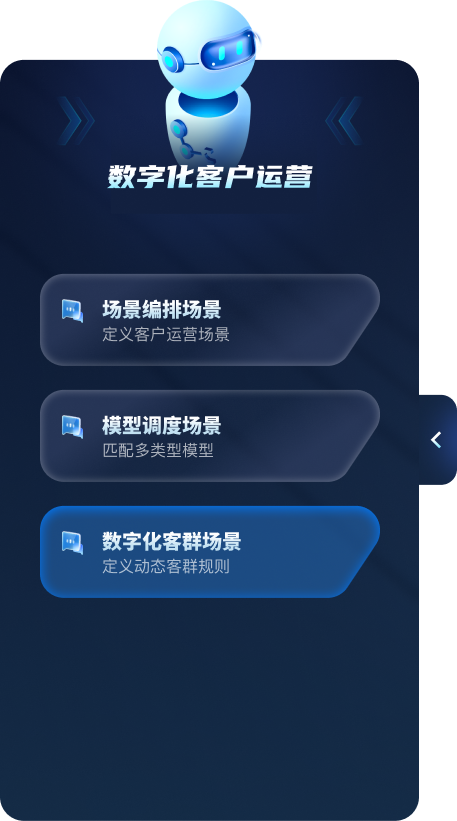 数字化客户运营
场景编排场景
定义客户运营场景
模型调度场景
匹配多类型模型
数字化客群场景
定义动态客群规则